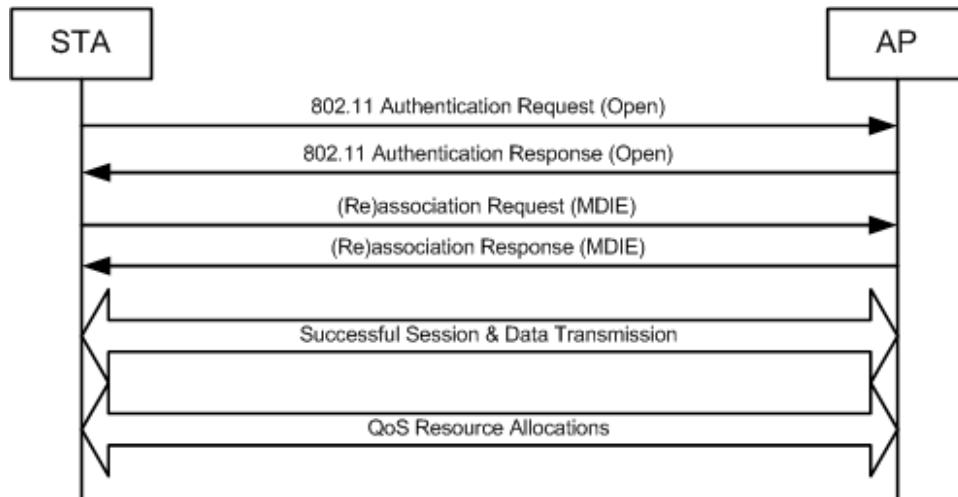 STA
AP
802.11 Authentication Request (Open)
802.11 Authentication Response (Open)
(Re)association Request (MDIE)
(Re)association Response (MDIE)
Successful Session & Data Transmission
QoS Resource Allocations